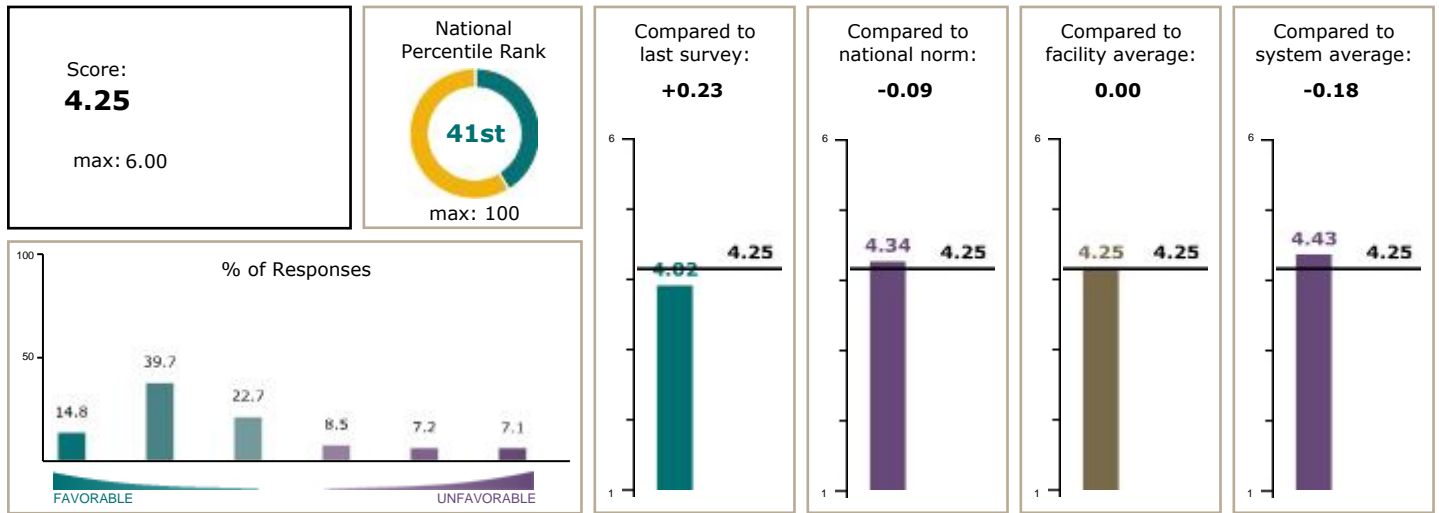 Score:
4.25
max: 6.00
National
Percentile Rank
41st
max: 100
% of Responses
100
50
14.8
39.7
22.7
8.5
7.2
7.1
FAVORABLE
UNFAVORABLE
Compared to
last survey:
+0.23
6
4.02
4.25
1
Compared to
national norm:
-0.09
6
4.34
4.25
1
Compared to
facility average:
0.00
6
4.25
4.25
1
Compared to
system average:
-0.18
6
4.43
4.25
1